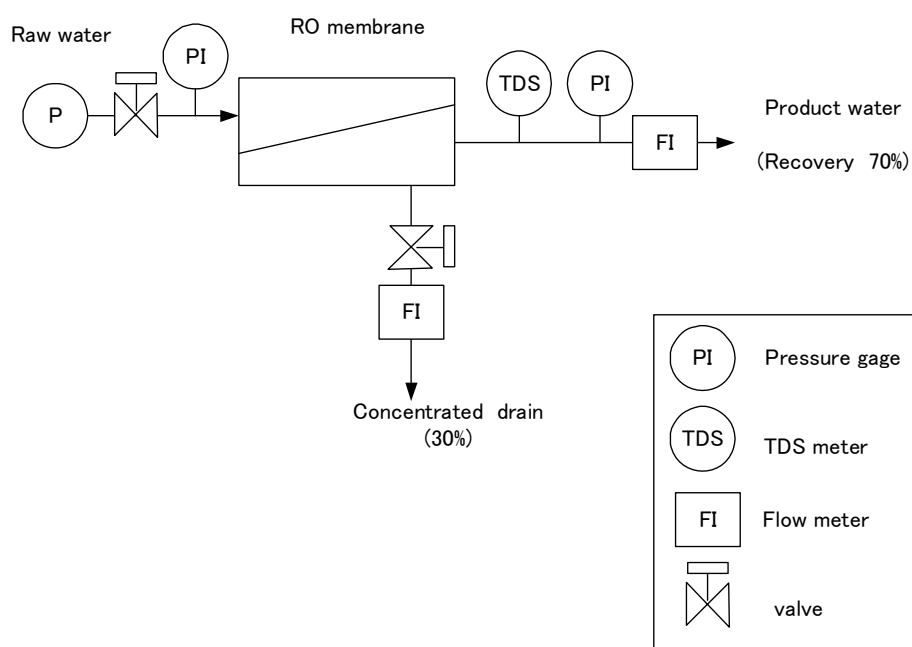 Raw water
RO membrane
PI
P
TDS
PI
FI
Product water
(Recovery 70%)
FI
Concentrated drain
(30%)
PI
Pressure gage
TDS
TDS meter
FI
Flow meter
valve